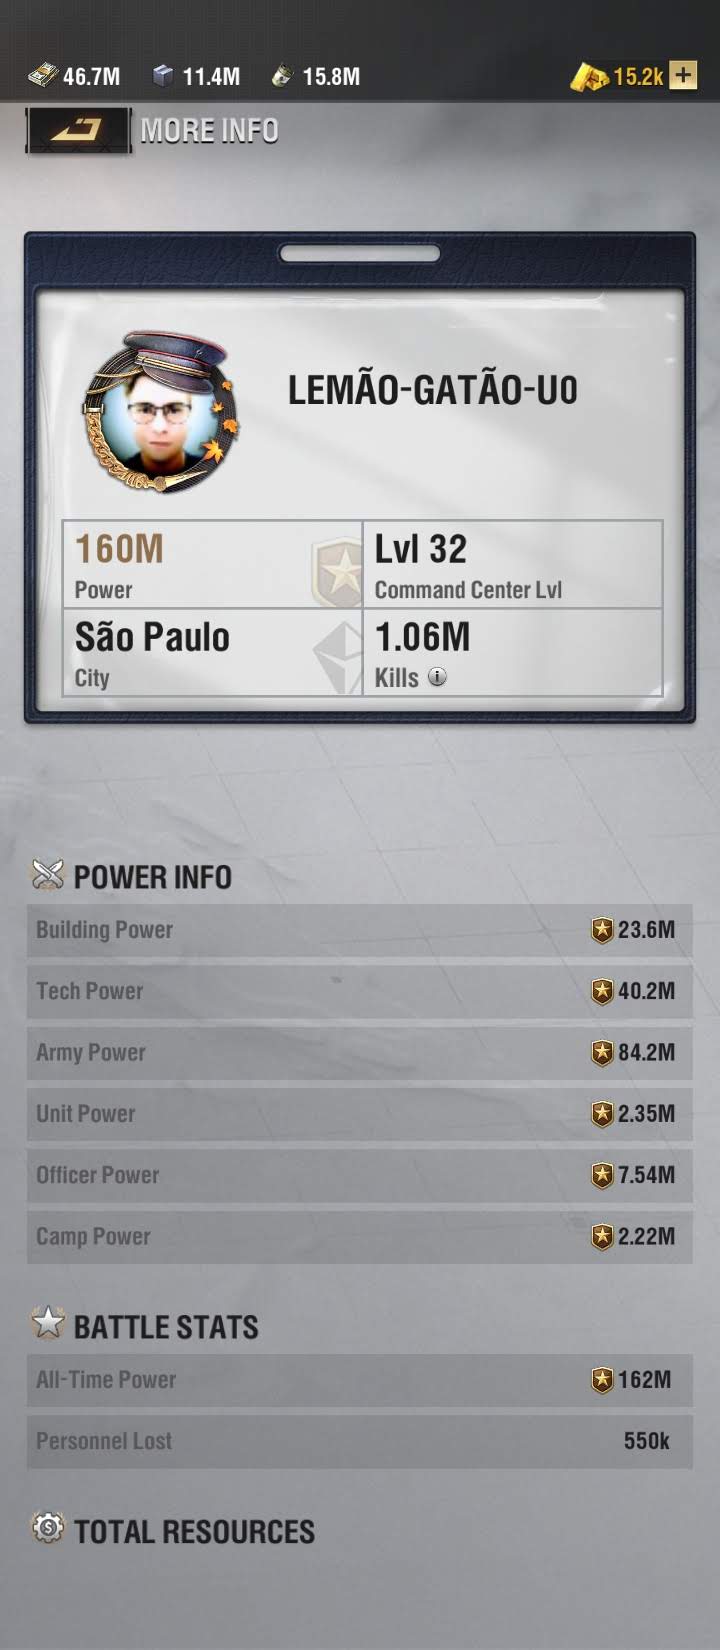 46.7M 11.4M 15.8M 15.2k +
MORE INFO
LEMÃO-GATÃO-U0
160M
Power
Lvl 32
Command Center Lvl
São Paulo
City
1.06M
Kills i
POWER INFO
Building Power 23.6M
Tech Power 40.2M
Army Power 84.2M
Unit Power 2.35M
Officer Power 7.54M
Camp Power 2.22M
BATTLE STATS
All-Time Power 162M
Personnel Lost 550k
TOTAL RESOURCES